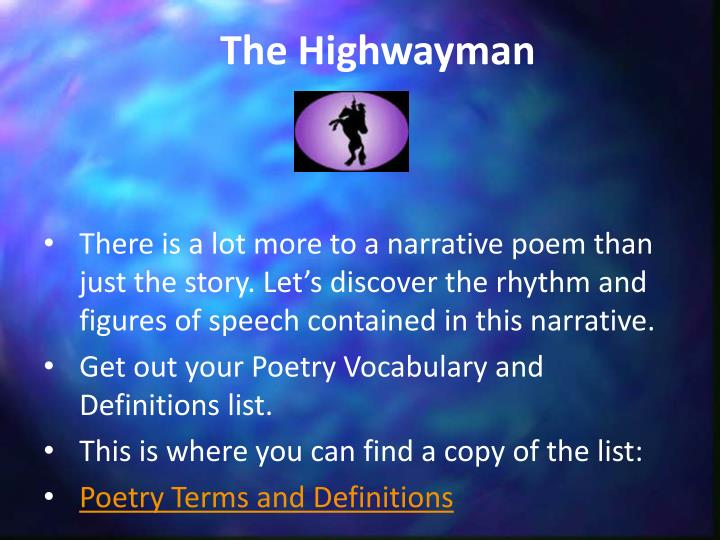 The Highwayman
• There is a lot more to a narrative poem than
just the story. Let’s discover the rhythm and
figures of speech contained in this narrative.
• Get out your Poetry Vocabulary and
Definitions list.
• This is where you can find a copy of the list:
• Poetry Terms and Definitions